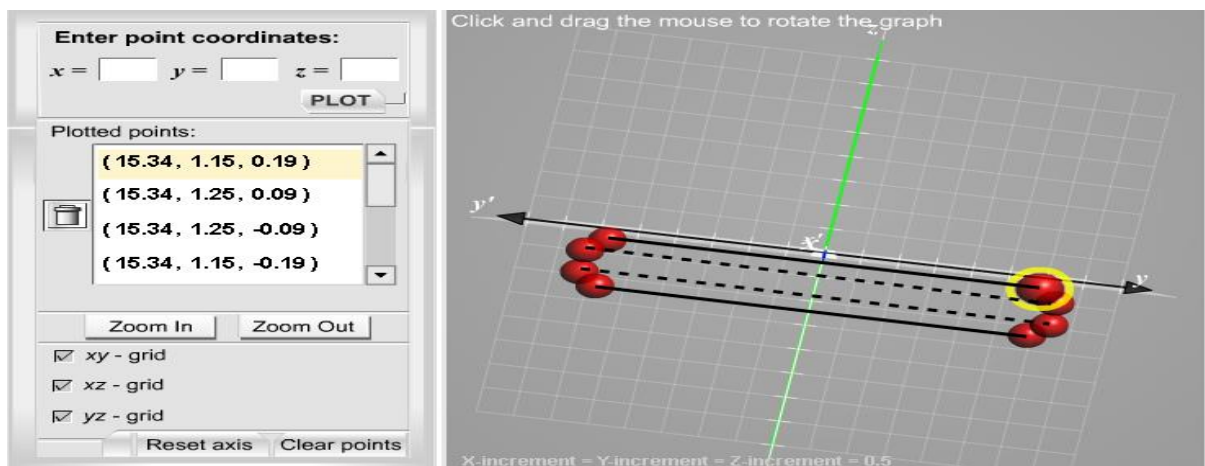 Enter point coordinates:
x = y = z =
PLOT
Plotted points:
( 15.34, 1.15, 0.19 )
( 15.34, 1.25, 0.09 )
( 15.34, 1.25, -0.09 )
( 15.34, 1.15, -0.19 )
Zoom In Zoom Out
xy - grid
xz - grid
yz - grid
Reset axis Clear points
Click and drag the mouse to rotate the graph
z
y'
x'
y
X-increment = Y-increment = Z-increment = 0.5